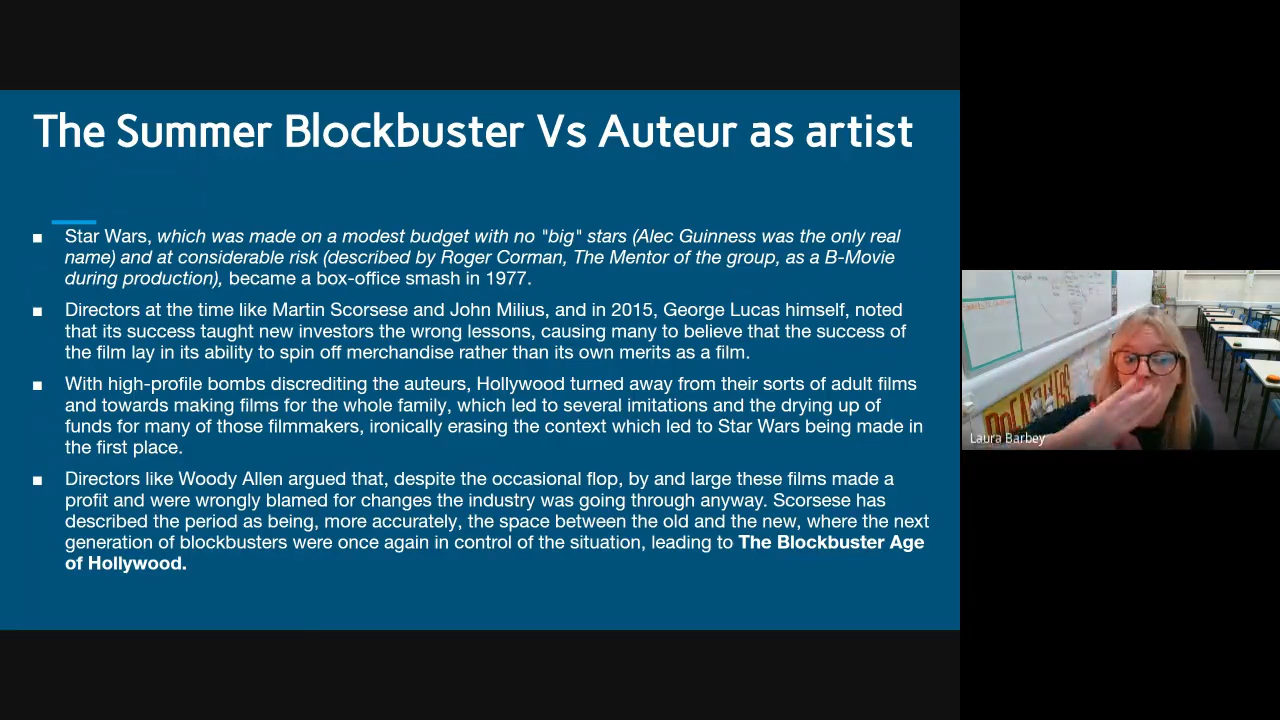 The Summer Blockbuster Vs Auteur as artist
■ Star Wars, which was made on a modest budget with no "big" stars (Alec Guinness was the only real
name) and at considerable risk (described by Roger Corman, The Mentor of the group, as a B-Movie
during production), became a box-office smash in 1977.
■ Directors at the time like Martin Scorsese and John Milius, and in 2015, George Lucas himself, noted
that its success taught new investors the wrong lessons, causing many to believe that the success of
the film lay in its ability to spin off merchandise rather than its own merits as a film.
■ With high-profile bombs discrediting the auteurs, Hollywood turned away from their sorts of adult films
and towards making films for the whole family, which led to several imitations and the drying up of
funds for many of those filmmakers, ironically erasing the context which led to Star Wars being made in
the first place.
■ Directors like Woody Allen argued that, despite the occasional flop, by and large these films made a
profit and were wrongly blamed for changes the industry was going through anyway. Scorsese has
described the period as being, more accurately, the space between the old and the new, where the next
generation of blockbusters were once again in control of the situation, leading to The Blockbuster Age
of Hollywood.
Laura Barbey